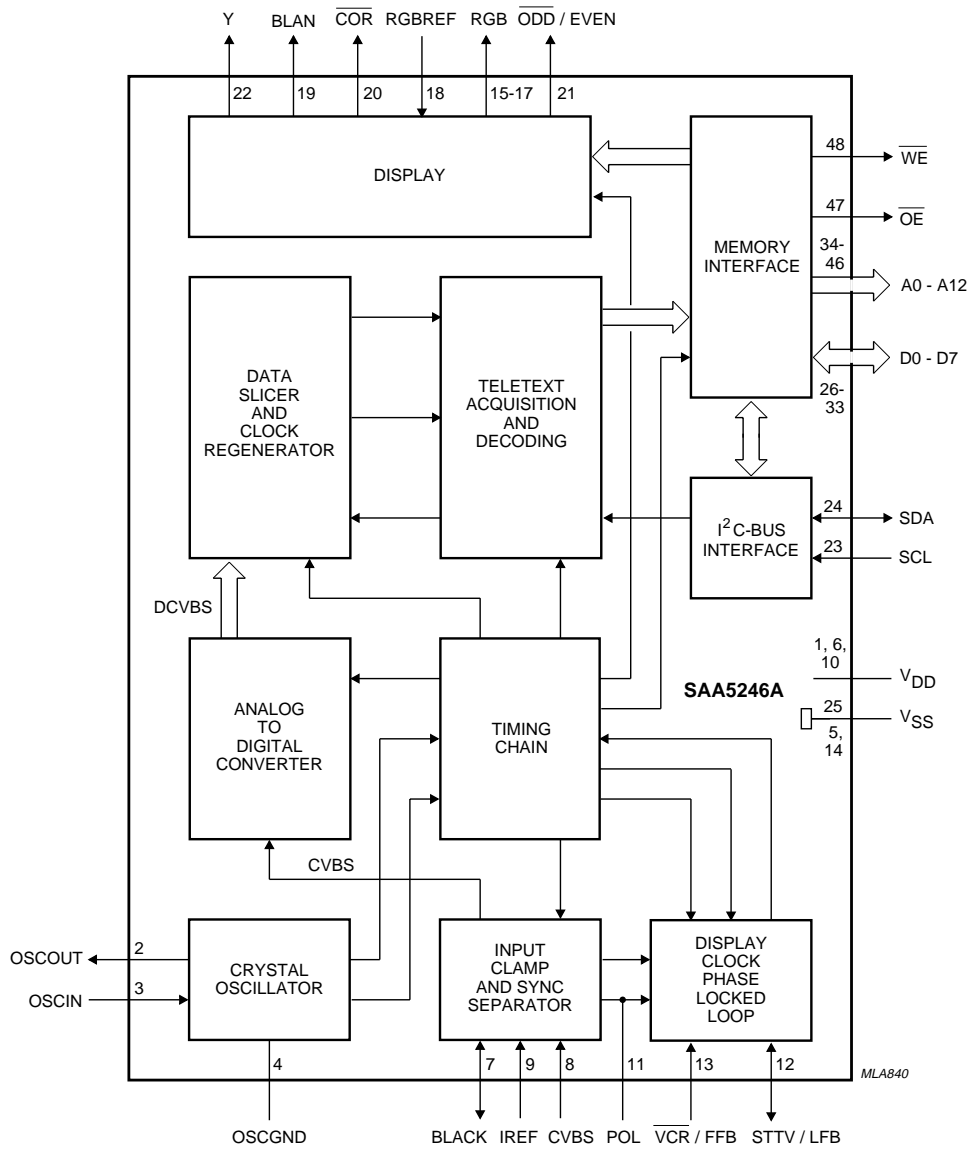 Y BLAN COR RGBREF RGB ODD / EVEN
22 19 20 18 15-17 21
DISPLAY
48 WE
47 OE
MEMORY
INTERFACE
34-
46
A0 - A12
D0 - D7
26-
33
DATA
SLICER
AND
CLOCK
REGENERATOR
TELETEXT
ACQUISITION
AND
DECODING
I2C-BUS
INTERFACE
24 SDA
23 SCL
DCVBS
ANALOG
TO
DIGITAL
CONVERTER
TIMING
CHAIN
SAA5246A
1, 6,
10
VDD
25
VSS
5,
14
CVBS
OSCOUT 2
OSCIN 3
CRYSTAL
OSCILLATOR
INPUT
CLAMP
AND SYNC
SEPARATOR
DISPLAY
CLOCK
PHASE
LOCKED
LOOP
4 7 9 8 11 13 12
MLA840
OSCGND BLACK IREF CVBS POL VCR / FFB STTV / LFB